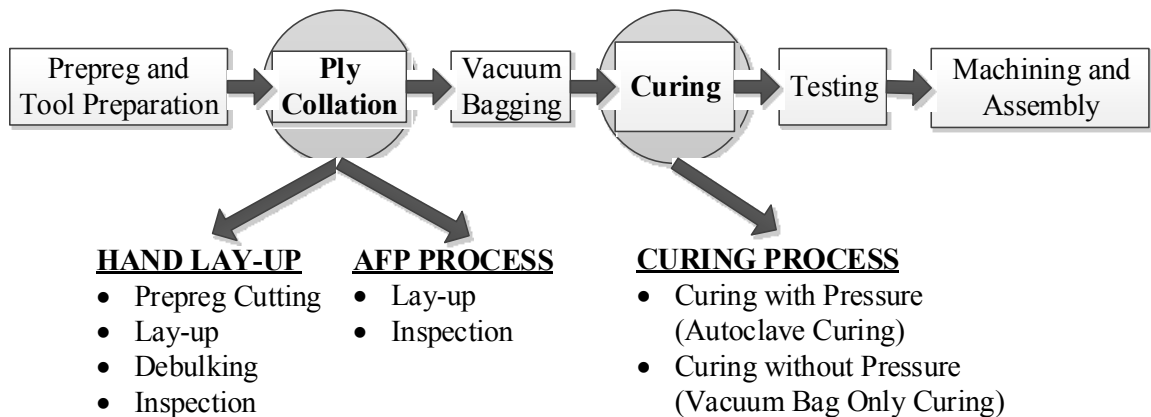 Prepreg and
Tool Preparation
Ply
Collation
Vacuum
Bagging
Curing
Testing
Machining and
Assembly
HAND LAY-UP
• Prepreg Cutting
• Lay-up
• Debulking
• Inspection
AFP PROCESS
• Lay-up
• Inspection
CURING PROCESS
• Curing with Pressure
(Autoclave Curing)
• Curing without Pressure
(Vacuum Bag Only Curing)